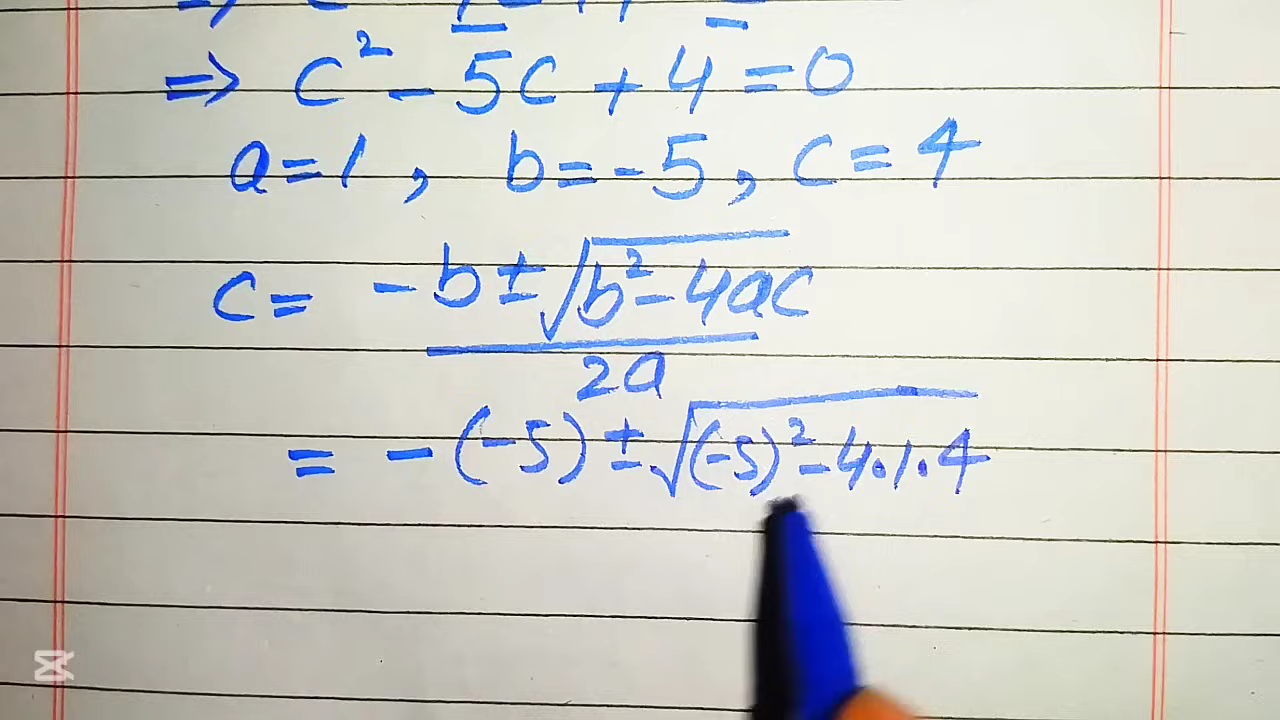 ⇒ c² - 5c + 4 = 0
a = 1 , b = -5 , c = 4
c = -b ± √b² - 4ac
2a
= - (-5) ± √(-5)² - 4.1.4